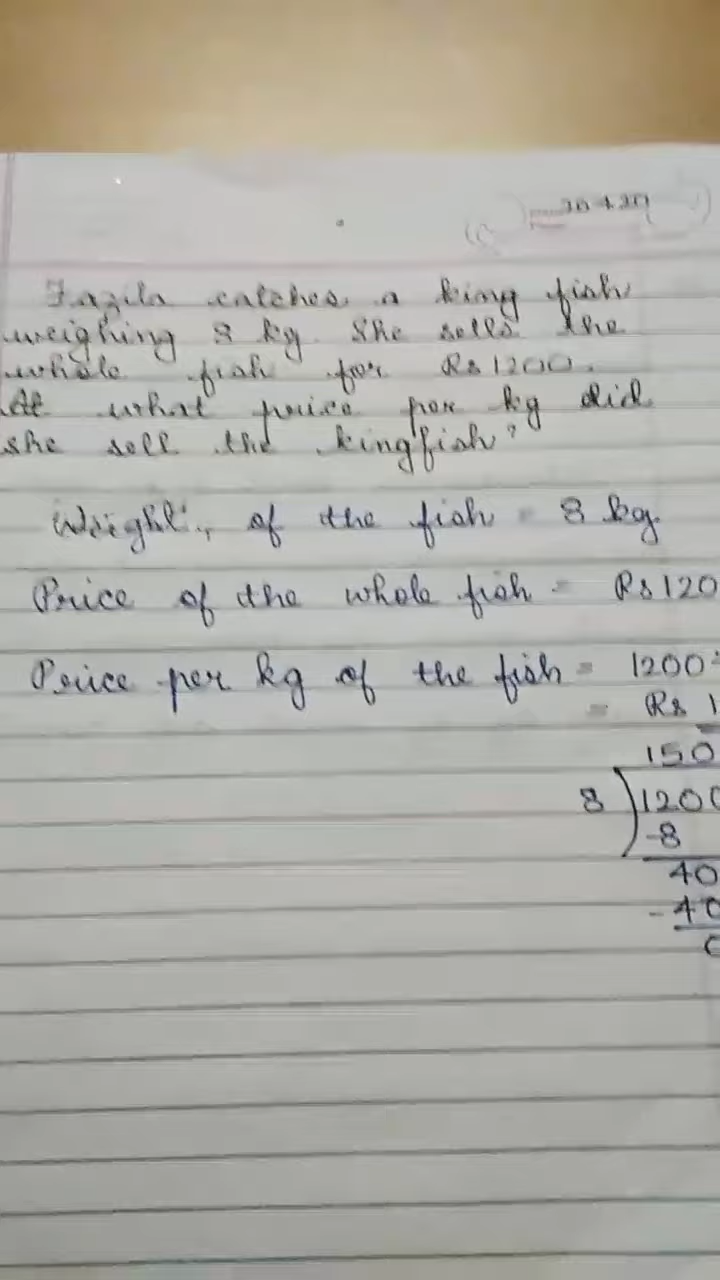 Fazila catches a king fish
weighing 8 kg. She sells the
whole fish for Rs 1200.
At what price per kg did
she sell the kingfish?
Weight, of the fish = 8 kg.
Price of the whole fish = Rs 120
Price per kg of the fish = 1200÷
= Rs 1
150
8 ) 1200
-8
40
-40
0